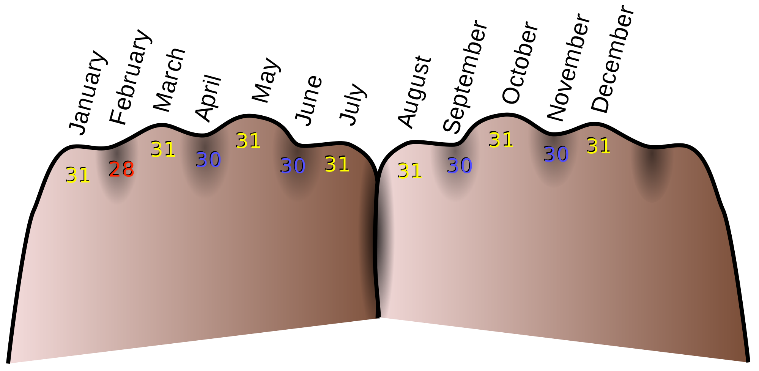 January
February
March
April
May
June
July
August
September
October
November
December
31
28
31
30
31
30
31
31
30
31
30
31